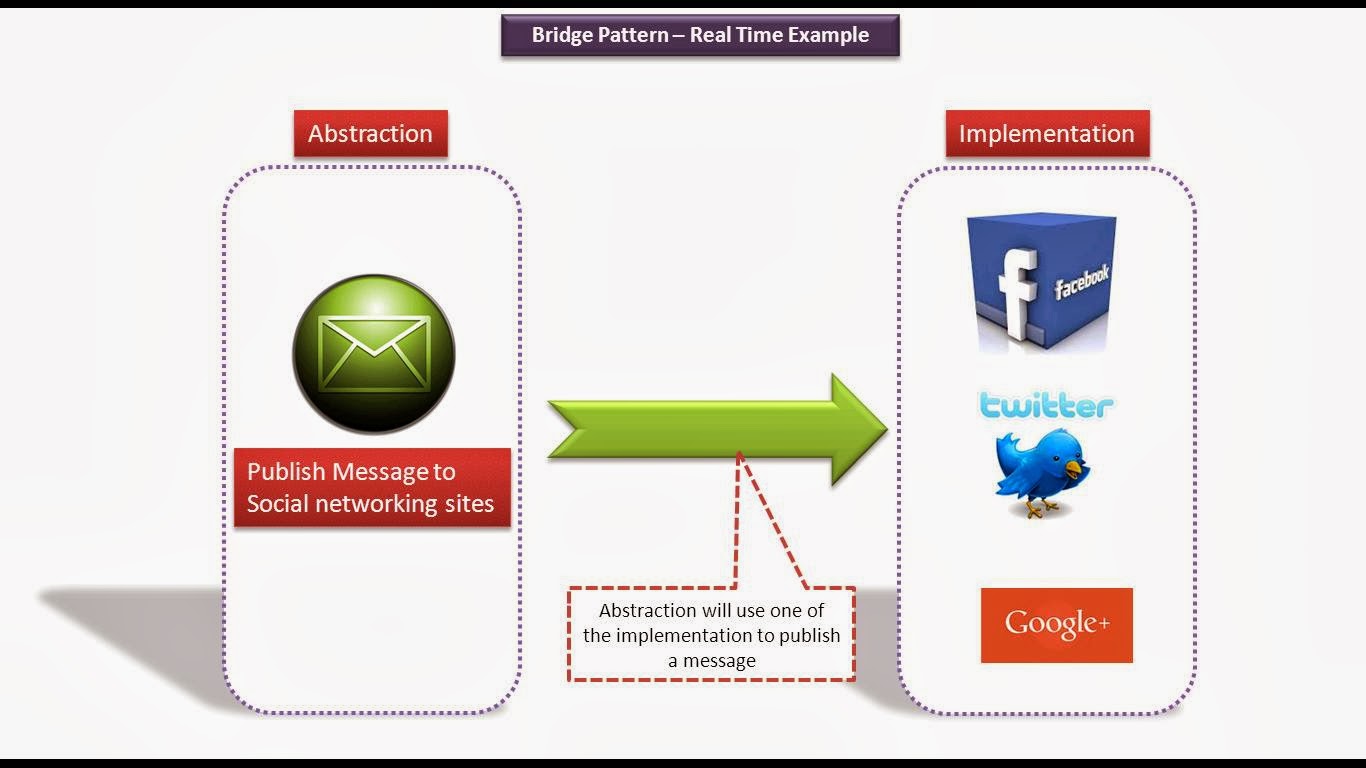 Bridge Pattern – Real Time Example
Abstraction
Implementation
f
facebook
twitter
Publish Message to
Social networking sites
Abstraction will use one of
the implementation to publish
a message
Google+